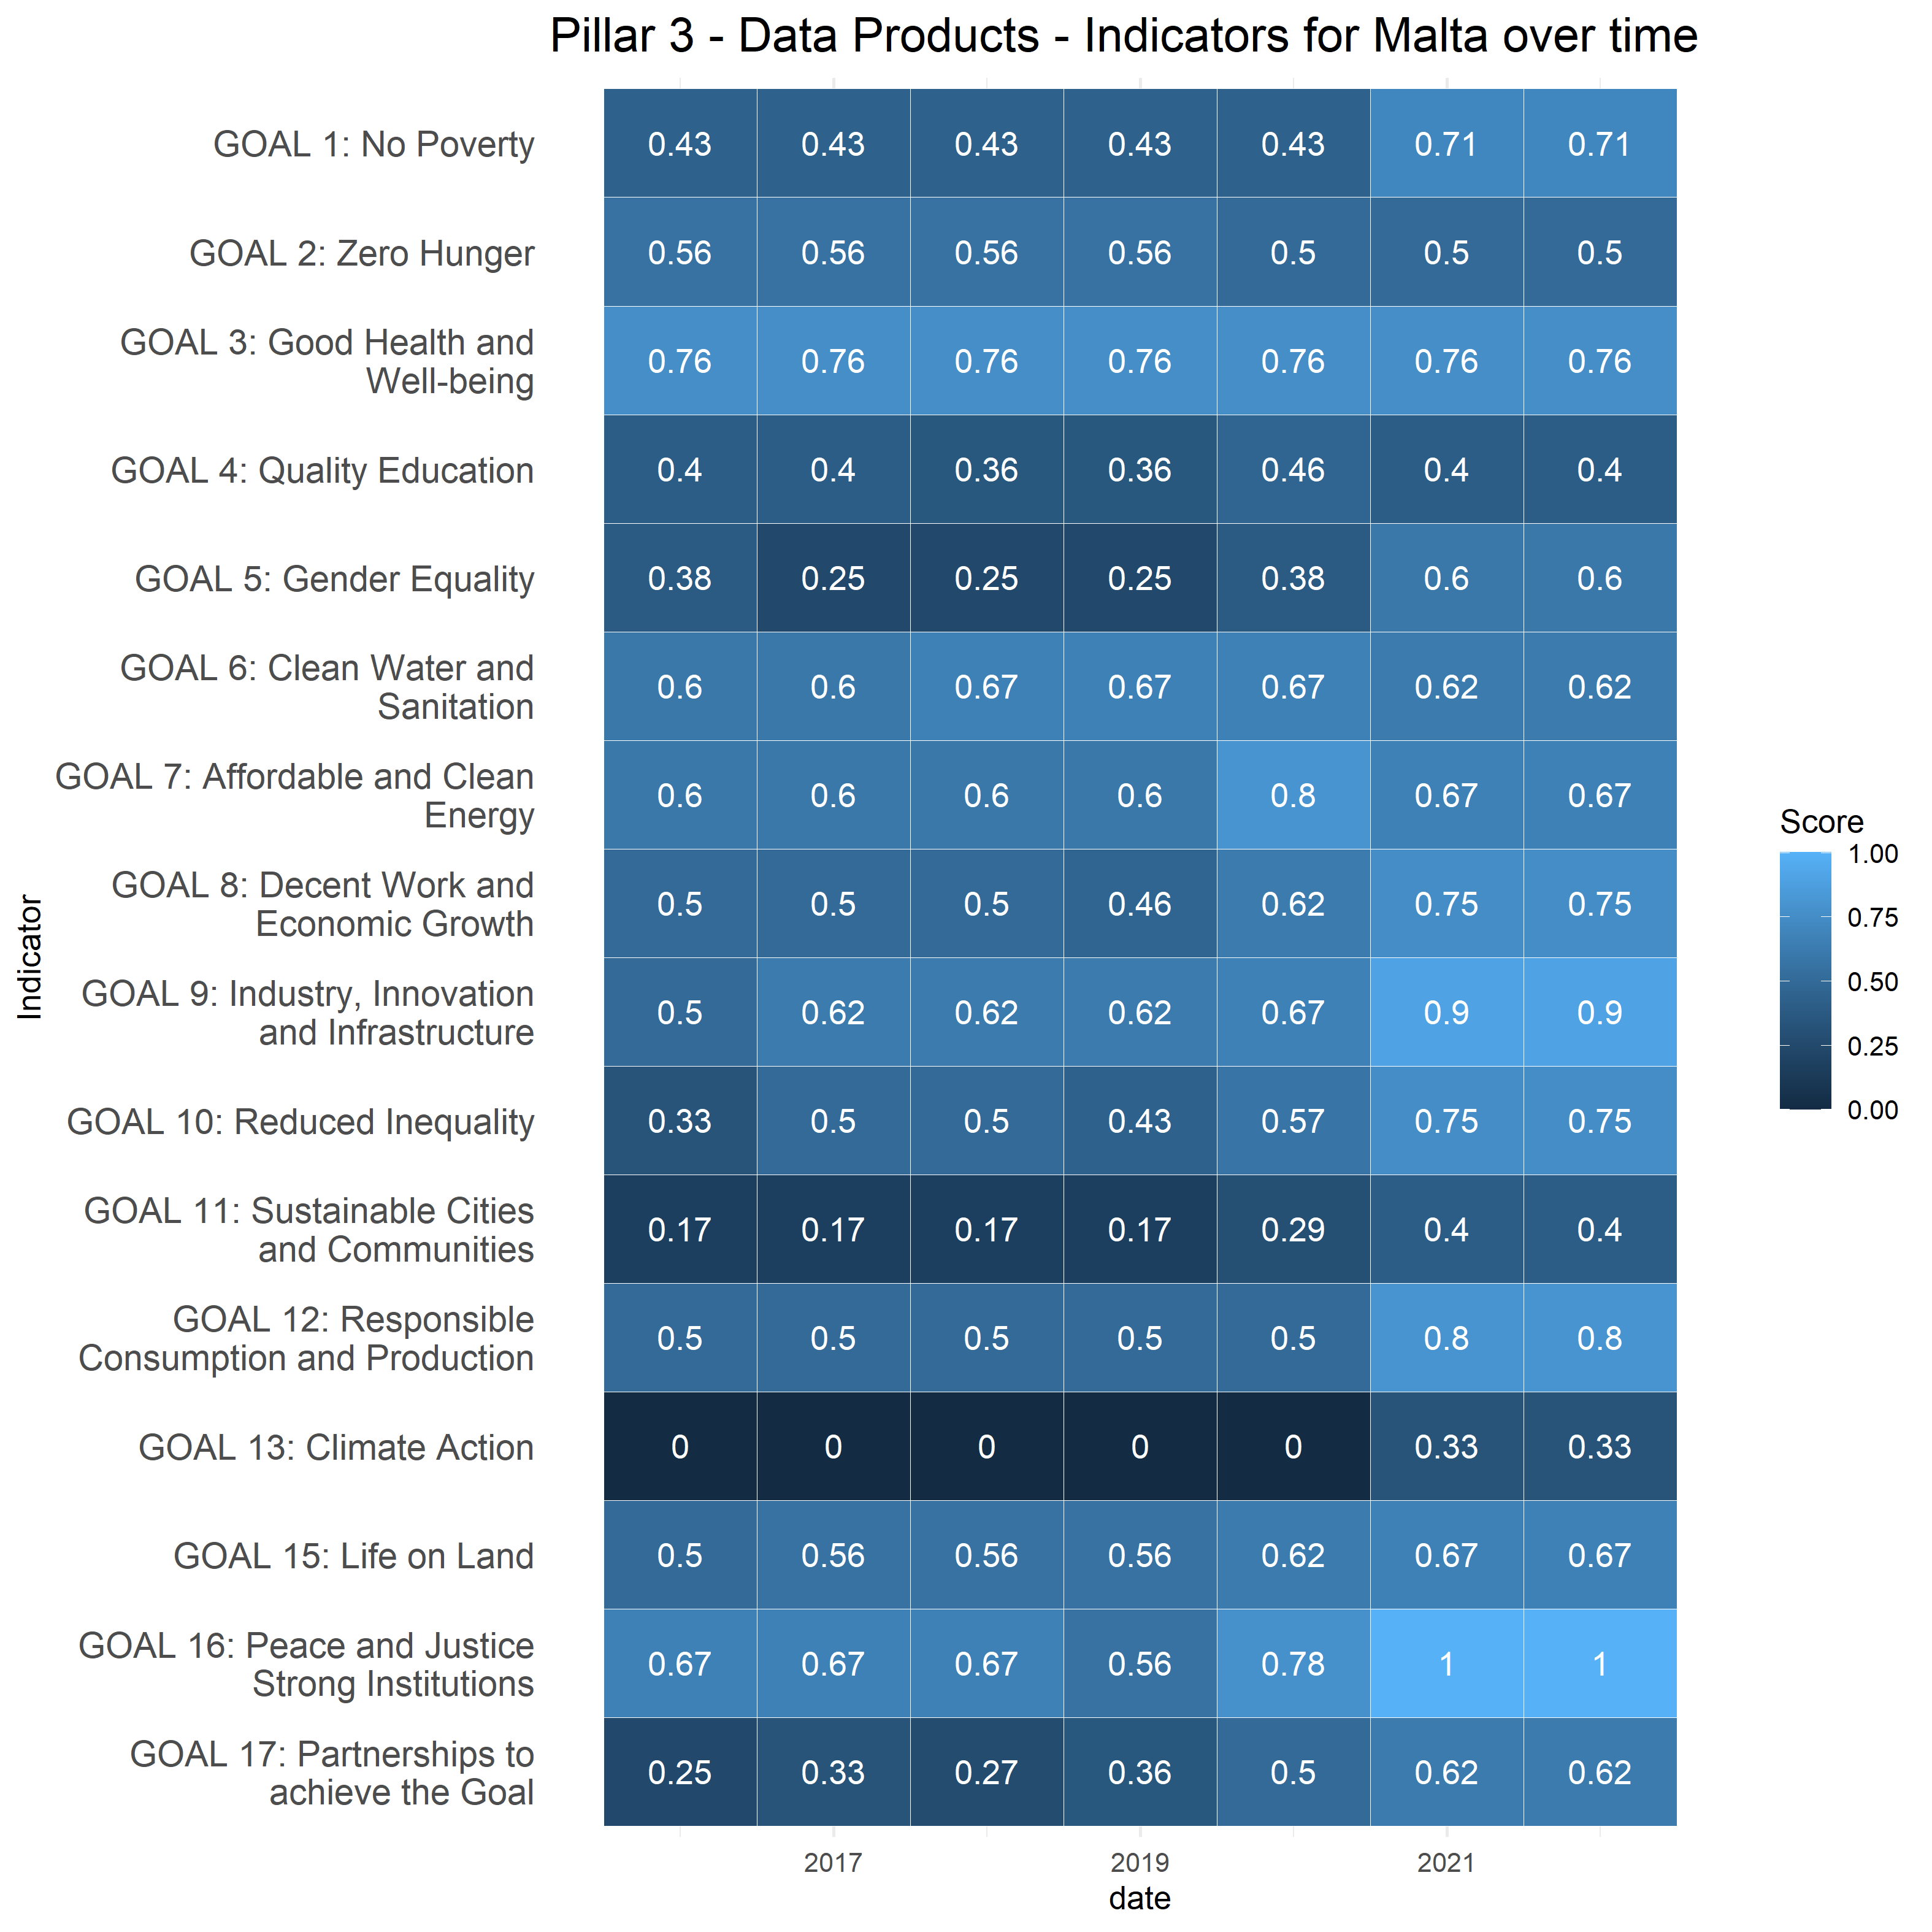 Pillar 3 - Data Products - Indicators for Malta over time
Indicator
GOAL 1: No Poverty
0.43 0.43 0.43 0.43 0.43 0.71 0.71
GOAL 2: Zero Hunger
0.56 0.56 0.56 0.56 0.5 0.5 0.5
GOAL 3: Good Health and
Well-being
0.76 0.76 0.76 0.76 0.76 0.76 0.76
GOAL 4: Quality Education
0.4 0.4 0.36 0.36 0.46 0.4 0.4
GOAL 5: Gender Equality
0.38 0.25 0.25 0.25 0.38 0.6 0.6
GOAL 6: Clean Water and
Sanitation
0.6 0.6 0.67 0.67 0.67 0.62 0.62
GOAL 7: Affordable and Clean
Energy
0.6 0.6 0.6 0.6 0.8 0.67 0.67
GOAL 8: Decent Work and
Economic Growth
0.5 0.5 0.5 0.46 0.62 0.75 0.75
GOAL 9: Industry, Innovation
and Infrastructure
0.5 0.62 0.62 0.62 0.67 0.9 0.9
GOAL 10: Reduced Inequality
0.33 0.5 0.5 0.43 0.57 0.75 0.75
GOAL 11: Sustainable Cities
and Communities
0.17 0.17 0.17 0.17 0.29 0.4 0.4
GOAL 12: Responsible
Consumption and Production
0.5 0.5 0.5 0.5 0.5 0.8 0.8
GOAL 13: Climate Action
0 0 0 0 0 0.33 0.33
GOAL 15: Life on Land
0.5 0.56 0.56 0.56 0.62 0.67 0.67
GOAL 16: Peace and Justice
Strong Institutions
0.67 0.67 0.67 0.56 0.78 1 1
GOAL 17: Partnerships to
achieve the Goal
0.25 0.33 0.27 0.36 0.5 0.62 0.62
2017 2019 2021
date
Score
1.00
0.75
0.50
0.25
0.00